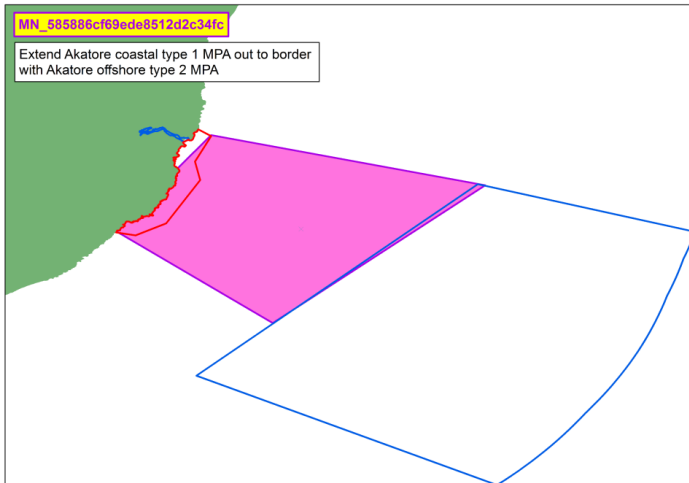 MN_585886cf69ede8512d2c34fc
Extend Akatore coastal type 1 MPA out to border
with Akatore offshore type 2 MPA